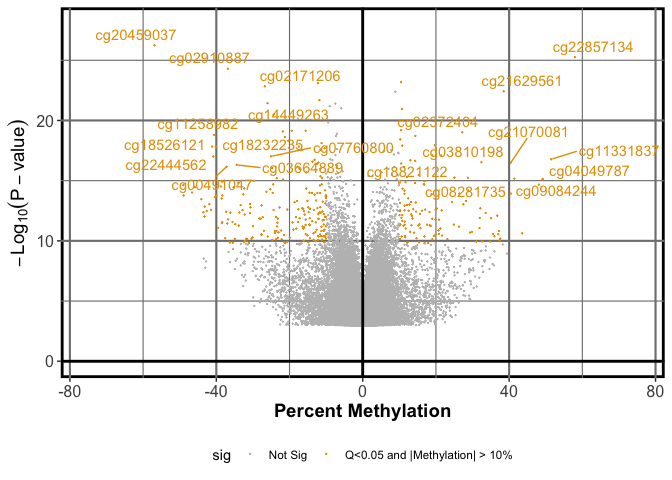 cg20459037
cg22857134
cg02910887
cg02171206
cg21629561
cg14449263
cg11258982
cg02372404
cg21070081
cg18526121
cg18232235
cg07760800
cg03810198
cg11331837
cg22444562
cg03664889
cg18821122
cg04049787
cg00491047
cg08281735
cg09084244
−Log10(P − value)
20
10
0
-80
-40
0
40
80
Percent Methylation
sig
Not Sig
Q<0.05 and |Methylation| > 10%